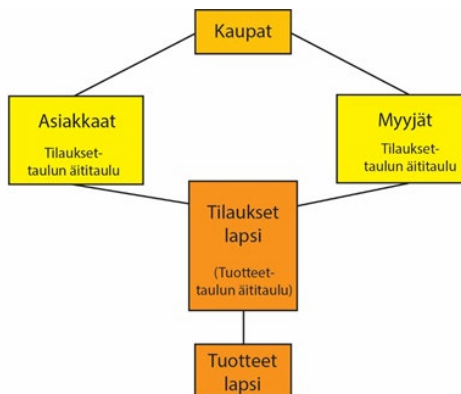 Kaupat
Asiakkaat
Tilaukset-
taulun äititaulu
Myyjät
Tilaukset-
taulun äititaulu
Tilaukset
lapsi
(Tuotteet-
taulun äititaulu)
Tuotteet
lapsi